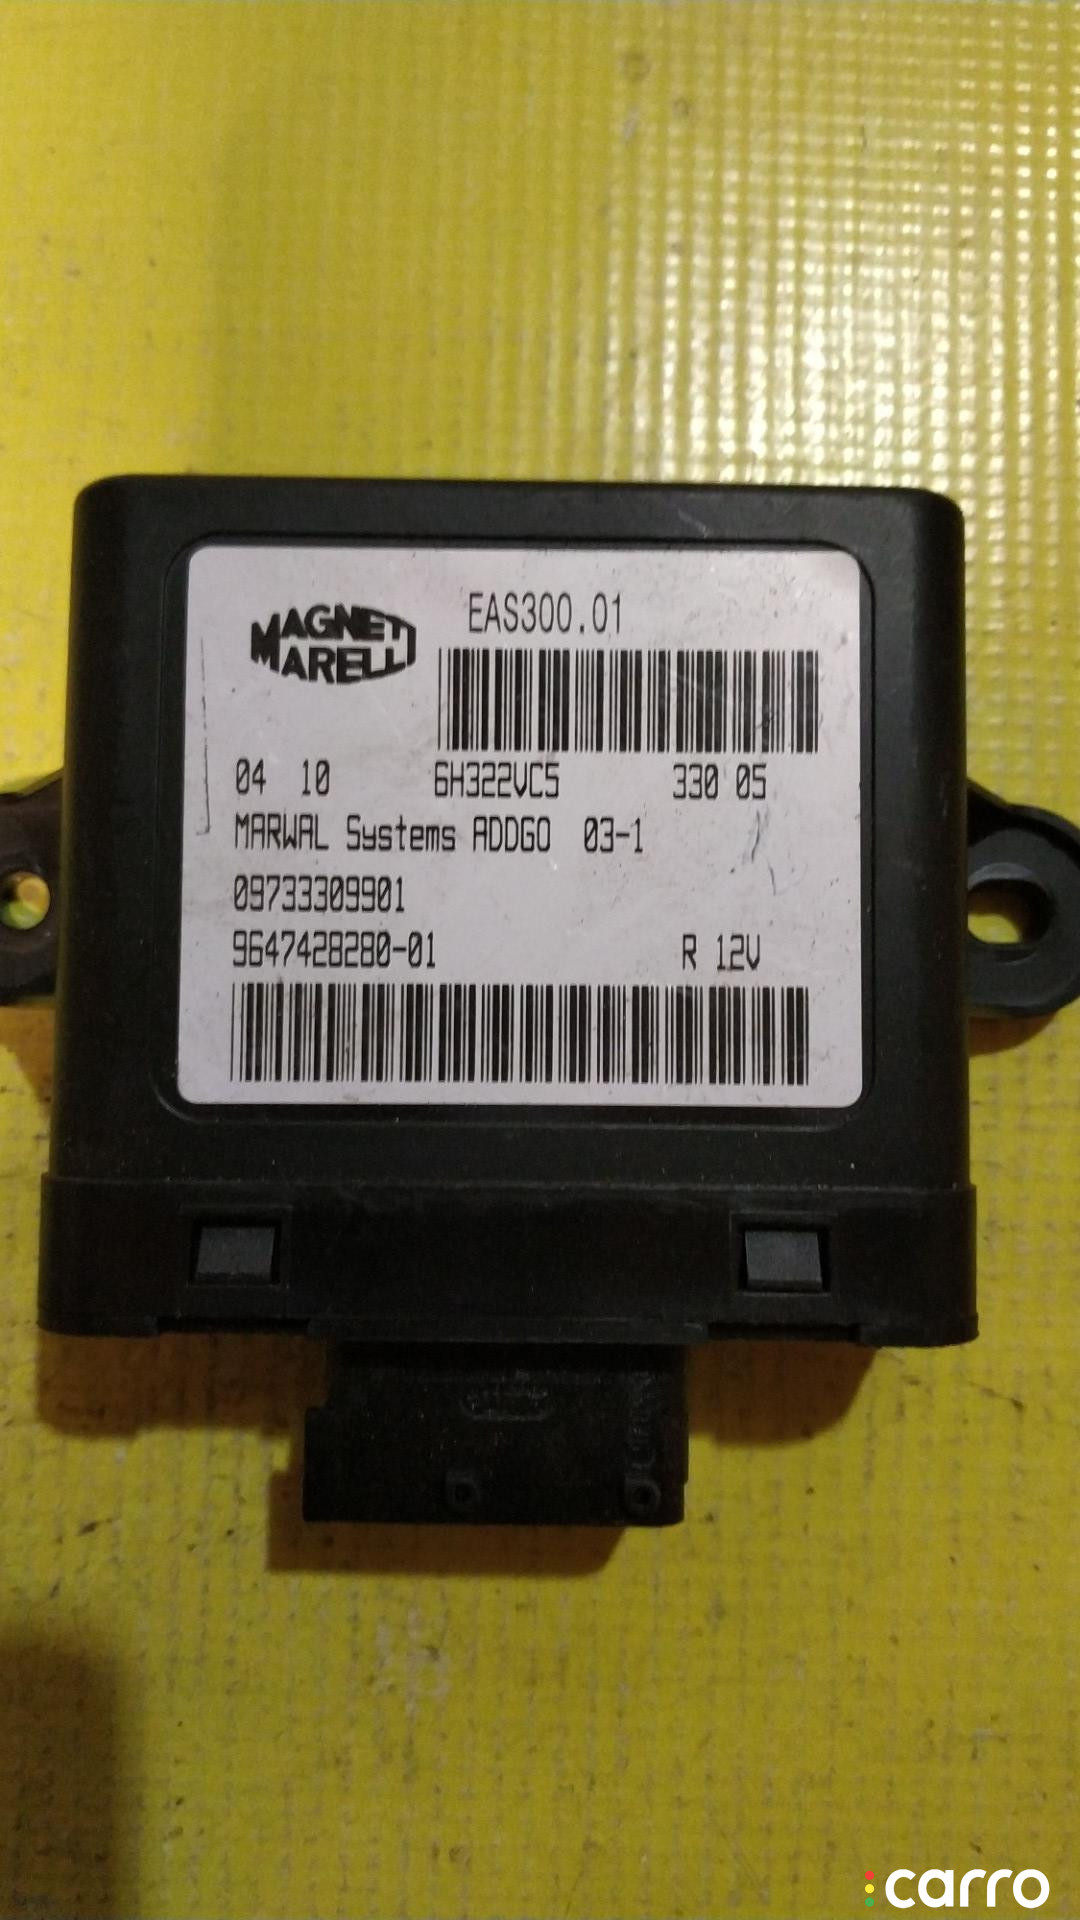 MAGNETI
MARELLI
EAS300.01
04 10 6H322VC5 330 05
MARWAL Systems ADDGO 03-1
09733309901
9647428280-01 R 12V
carro